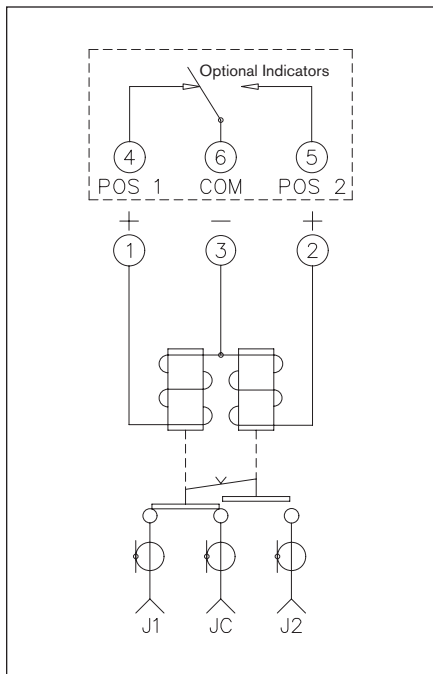 Optional Indicators
4 6 5
POS 1 COM POS 2
+ − +
1 3 2
J1 JC J2